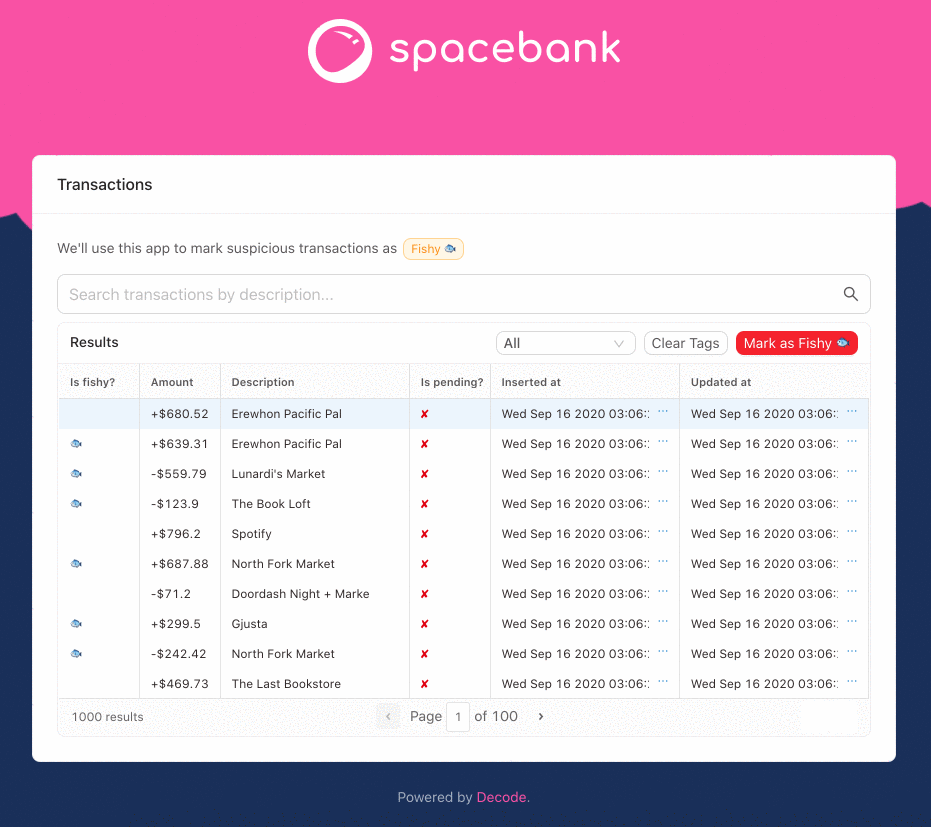 spacebank
Transactions
We'll use this app to mark suspicious transactions as Fishy
Search transactions by description...
Results All Clear Tags Mark as Fishy
Is fishy? Amount Description Is pending? Inserted at Updated at
+$680.52 Erewhon Pacific Pal ✘ Wed Sep 16 2020 03:06: ... Wed Sep 16 2020 03:06: ...
+$639.31 Erewhon Pacific Pal ✘ Wed Sep 16 2020 03:06: ... Wed Sep 16 2020 03:06: ...
-$559.79 Lunardi's Market ✘ Wed Sep 16 2020 03:06: ... Wed Sep 16 2020 03:06: ...
-$123.9 The Book Loft ✘ Wed Sep 16 2020 03:06: ... Wed Sep 16 2020 03:06: ...
+$796.2 Spotify ✘ Wed Sep 16 2020 03:06: ... Wed Sep 16 2020 03:06: ...
+$687.88 North Fork Market ✘ Wed Sep 16 2020 03:06: ... Wed Sep 16 2020 03:06: ...
-$71.2 Doordash Night + Marke ✘ Wed Sep 16 2020 03:06: ... Wed Sep 16 2020 03:06: ...
+$299.5 Gjusta ✘ Wed Sep 16 2020 03:06: ... Wed Sep 16 2020 03:06: ...
-$242.42 North Fork Market ✘ Wed Sep 16 2020 03:06: ... Wed Sep 16 2020 03:06: ...
+$469.73 The Last Bookstore ✘ Wed Sep 16 2020 03:06: ... Wed Sep 16 2020 03:06: ...
1000 results ‹ Page 1 of 100 ›
Powered by Decode.